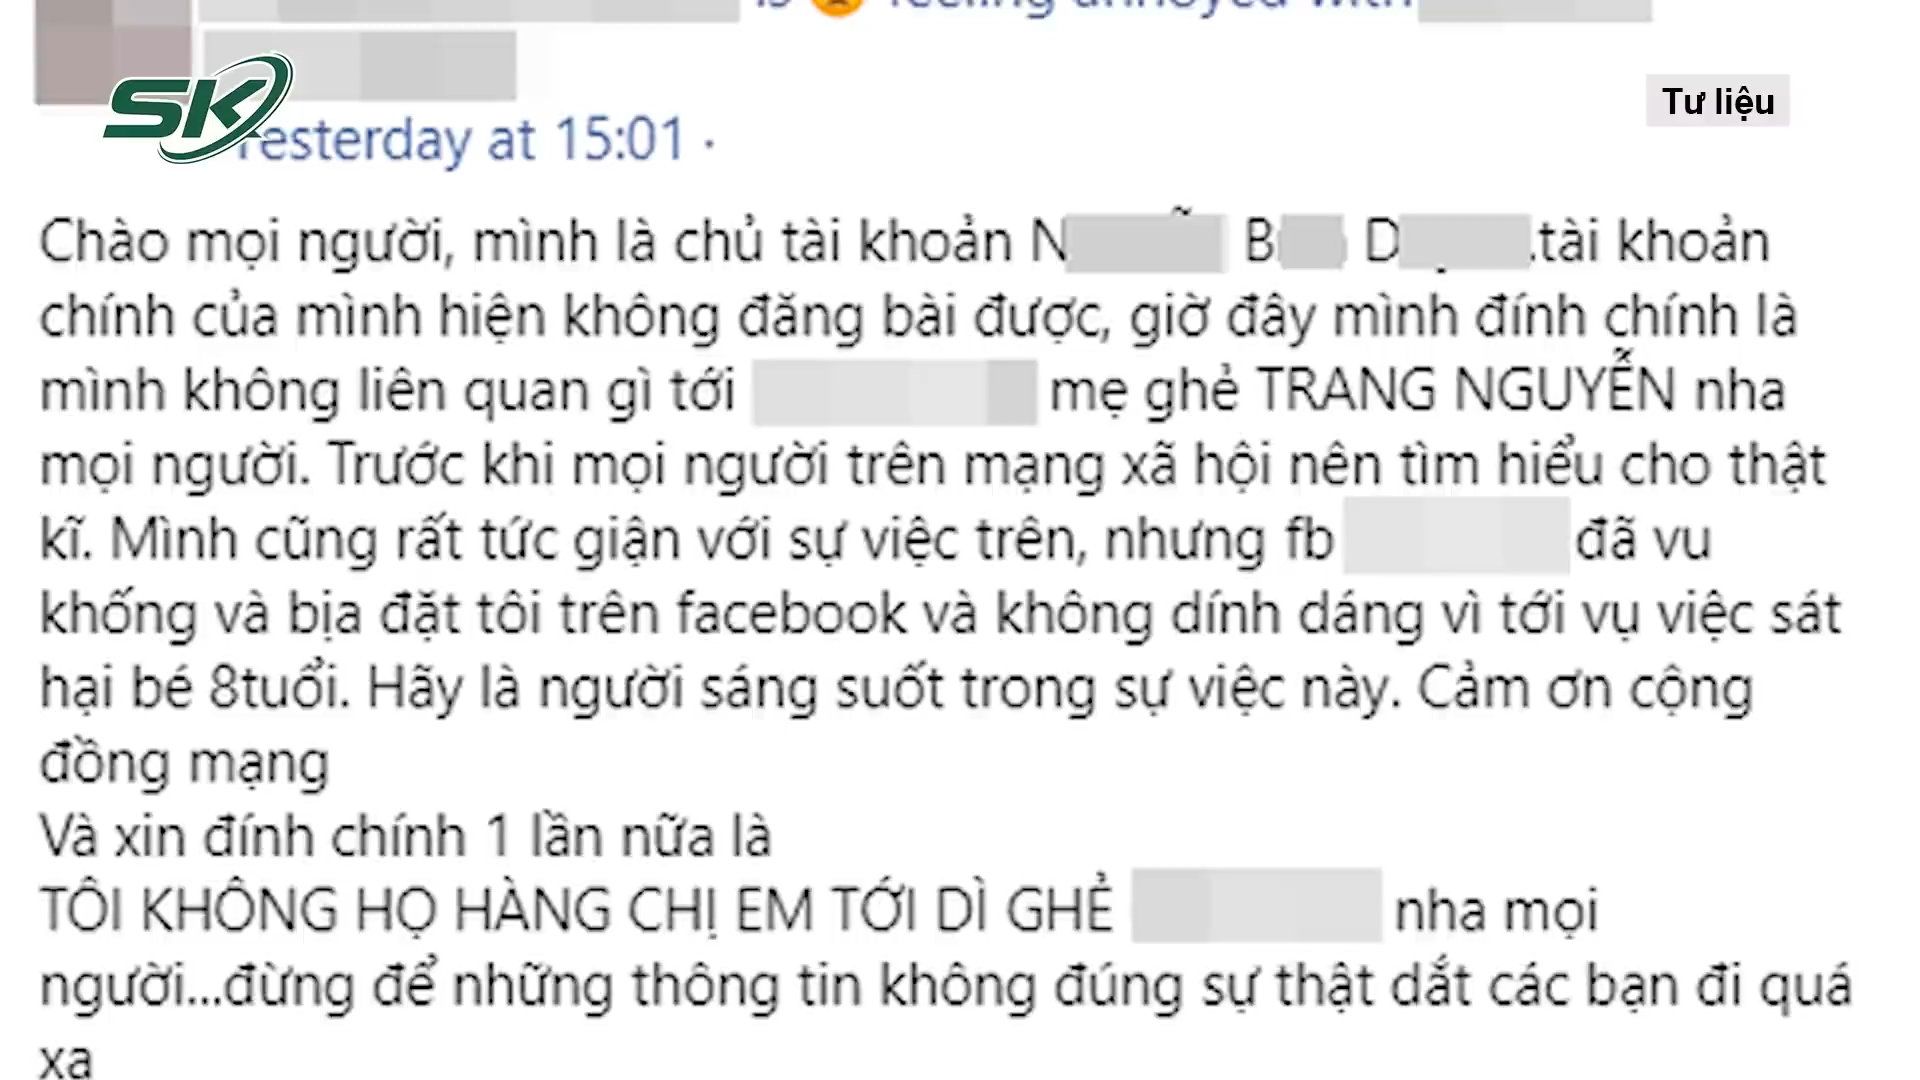 is feeling annoyed with
SK
Tư liệu
Yesterday at 15:01 ·
Chào mọi người, mình là chủ tài khoản N B D .tài khoản
chính của mình hiện không đăng bài được, giờ đây mình đính chính là
mình không liên quan gì tới mẹ ghẻ TRANG NGUYỄN nha
mọi người. Trước khi mọi người trên mạng xã hội nên tìm hiểu cho thật
kĩ. Mình cũng rất tức giận với sự việc trên, nhưng fb đã vu
khống và bịa đặt tôi trên facebook và không dính dáng vì tới vụ việc sát
hại bé 8tuổi. Hãy là người sáng suốt trong sự việc này. Cảm ơn cộng
đồng mạng
Và xin đính chính 1 lần nữa là
TÔI KHÔNG HỌ HÀNG CHỊ EM TỚI DÌ GHẺ nha mọi
người...đừng để những thông tin không đúng sự thật dắt các bạn đi quá
xa